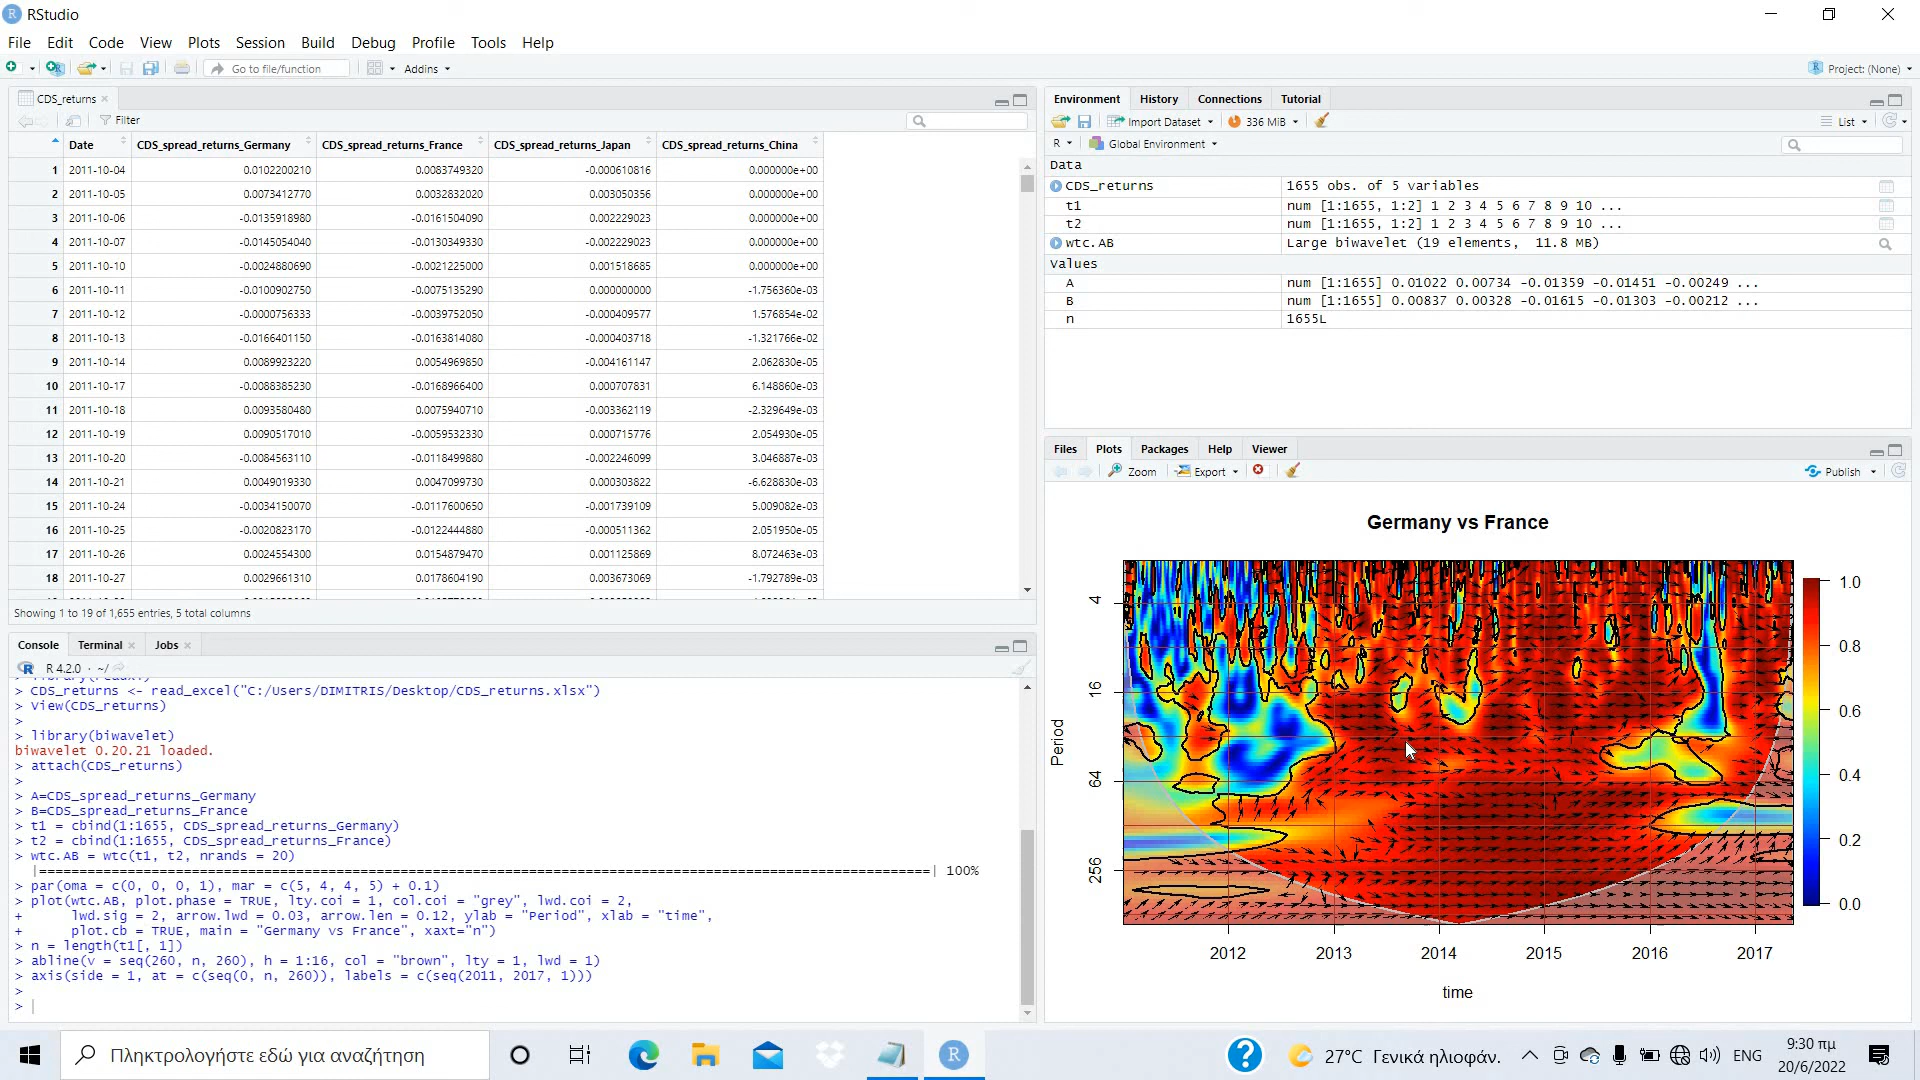 RStudio
File Edit Code View Plots Session Build Debug Profile Tools Help
Go to file/function Addins Project: (None)
CDS_returns
Filter
Date CDS_spread_returns_Germany CDS_spread_returns_France CDS_spread_returns_Japan CDS_spread_returns_China
1 2011-10-04 0.0102200210 0.0083749320 -0.000610816 0.000000e+00
2 2011-10-05 0.0073412770 0.0032832020 0.003050356 0.000000e+00
3 2011-10-06 -0.0135918980 -0.0161504090 0.002229023 0.000000e+00
4 2011-10-07 -0.0145054040 -0.0130349330 -0.002229023 0.000000e+00
5 2011-10-10 -0.0024880690 -0.0021225000 0.001518685 0.000000e+00
6 2011-10-11 -0.0100902750 -0.0075135290 0.000000000 -1.756360e-03
7 2011-10-12 -0.0000756333 -0.0039752050 -0.000409577 1.576854e-02
8 2011-10-13 -0.0166401150 -0.0163814080 -0.000403718 -1.321766e-02
9 2011-10-14 0.0089923220 0.0054969850 -0.004161147 2.062830e-05
10 2011-10-17 -0.0088385230 -0.0168966400 0.000707831 6.148860e-03
11 2011-10-18 0.0093580480 0.0075940710 -0.003362119 -2.329649e-03
12 2011-10-19 0.0090517010 -0.0059532330 0.000715776 2.054930e-05
13 2011-10-20 -0.0084563110 -0.0118499880 -0.002246099 3.046887e-03
14 2011-10-21 0.0049019330 0.0047099730 0.000303822 -6.628830e-03
15 2011-10-24 -0.0034150070 -0.0117600650 -0.001739109 5.009082e-03
16 2011-10-25 -0.0020823170 -0.0122444880 -0.000511362 2.051950e-05
17 2011-10-26 0.0024554300 0.0154879470 0.001125869 8.072463e-03
18 2011-10-27 0.0029661310 0.0178604190 0.003673069 -1.792789e-03
Showing 1 to 19 of 1,655 entries, 5 total columns
Console Terminal Jobs
R 4.2.0 · ~/
> CDS_returns <- read_excel("C:/Users/DIMITRIS/Desktop/CDS_returns.xlsx")
> View(CDS_returns)
>
> library(biwavelet)
biwavelet 0.20.21 loaded.
> attach(CDS_returns)
>
> A=CDS_spread_returns_Germany
> B=CDS_spread_returns_France
> t1 = cbind(1:1655, CDS_spread_returns_Germany)
> t2 = cbind(1:1655, CDS_spread_returns_France)
> wtc.AB = wtc(t1, t2, nrands = 20)
|==========================================================================================| 100%
> par(oma = c(0, 0, 0, 1), mar = c(5, 4, 4, 5) + 0.1)
> plot(wtc.AB, plot.phase = TRUE, lty.coi = 1, col.coi = "grey", lwd.coi = 2,
+ lwd.sig = 2, arrow.lwd = 0.03, arrow.len = 0.12, ylab = "Period", xlab = "time",
+ plot.cb = TRUE, main = "Germany vs France", xaxt="n")
> n = length(t1[, 1])
> abline(v = seq(260, n, 260), h = 1:16, col = "brown", lty = 1, lwd = 1)
> axis(side = 1, at = c(seq(0, n, 260)), labels = c(seq(2011, 2017, 1)))
>
>
Environment History Connections Tutorial
Import Dataset 336 MiB List
R Global Environment
Data
CDS_returns 1655 obs. of 5 variables
t1 num [1:1655, 1:2] 1 2 3 4 5 6 7 8 9 10 ...
t2 num [1:1655, 1:2] 1 2 3 4 5 6 7 8 9 10 ...
wtc.AB Large biwavelet (19 elements, 11.8 MB)
Values
A num [1:1655] 0.01022 0.00734 -0.01359 -0.01451 -0.00249 ...
B num [1:1655] 0.00837 0.00328 -0.01615 -0.01303 -0.00212 ...
n 1655L
Files Plots Packages Help Viewer
Zoom Export Publish
Germany vs France
Period
4
16
64
256
1.0
0.8
0.6
0.4
0.2
0.0
2012 2013 2014 2015 2016 2017
time
Πληκτρολογήστε εδώ για αναζήτηση
27°C Γενικά ηλιοφάν. ENG
9:30 πμ
20/6/2022